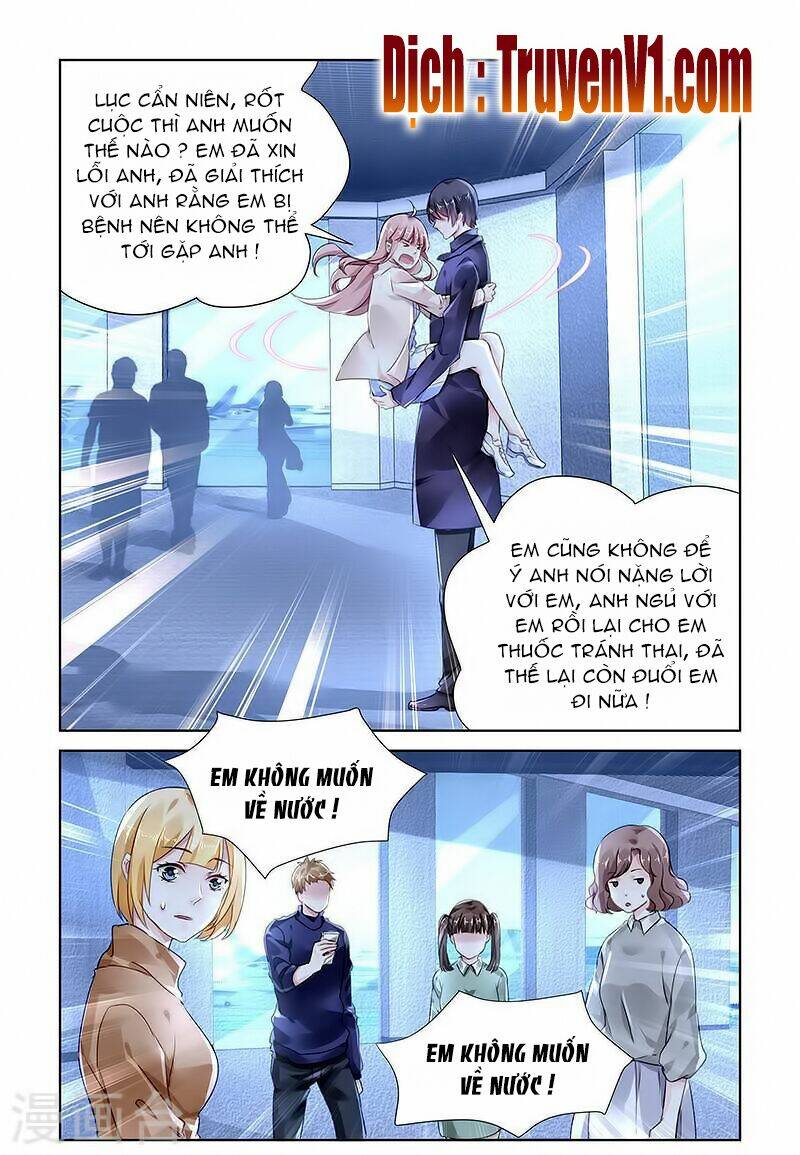 Dịch : TruyenV1.com
LỤC CẨN NIÊN, RỐT
CUỘC THÌ ANH MUỐN
THẾ NÀO ? EM ĐÃ XIN
LỖI ANH, ĐÃ GIẢI THÍCH
VỚI ANH RẰNG EM BỊ
BỆNH NÊN KHÔNG THỂ
TỚI GẶP ANH !
EM CŨNG KHÔNG ĐỂ
Ý ANH NÓI NẶNG LỜI
VỚI EM, ANH NGỦ VỚI
EM RỒI LẠI CHO EM
THUỐC TRÁNH THAI, ĐÃ
THẾ LẠI CÒN ĐUỔI EM
ĐI NỮA !
EM KHÔNG MUỐN
VỀ NƯỚC !
EM KHÔNG MUỐN
VỀ NƯỚC !
漫画台